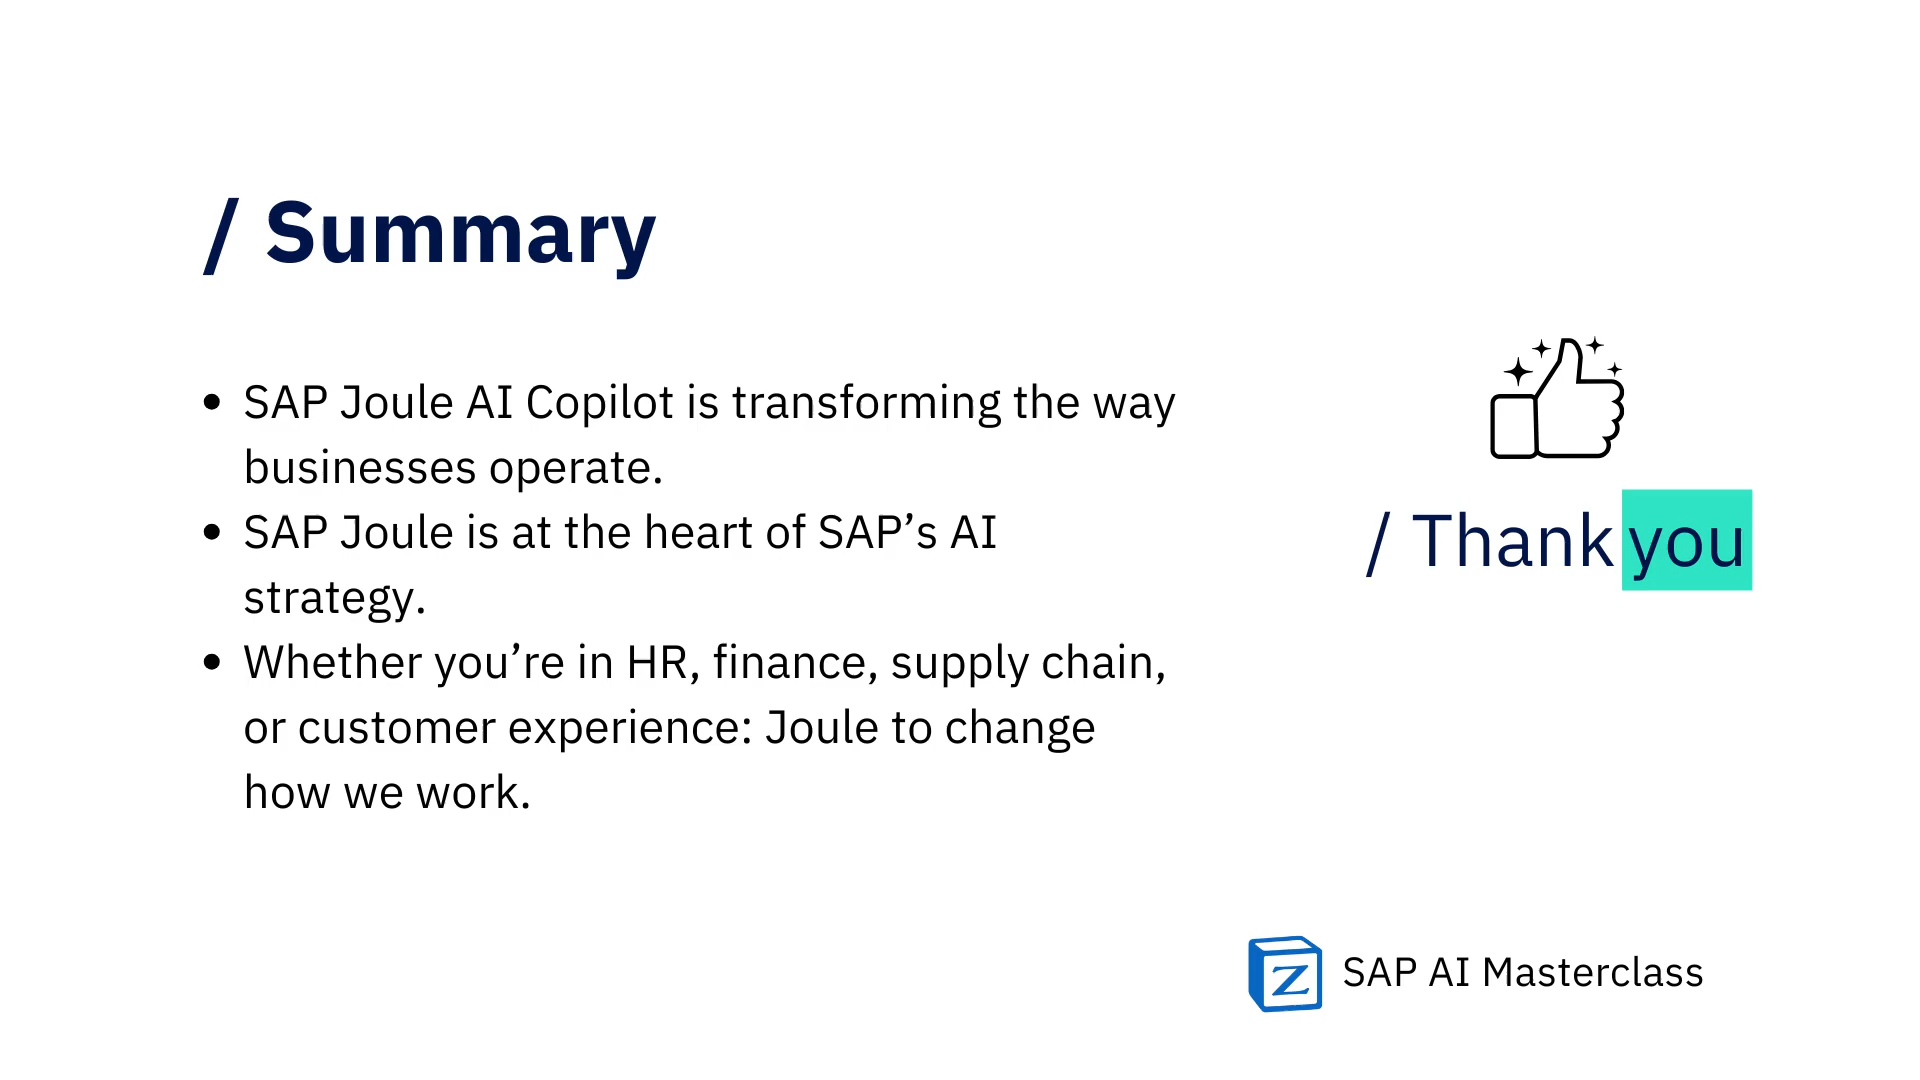 / Summary
• SAP Joule AI Copilot is transforming the way
businesses operate.
• SAP Joule is at the heart of SAP’s AI
strategy.
• Whether you’re in HR, finance, supply chain,
or customer experience: Joule to change
how we work.
/ Thank you
Z
SAP AI Masterclass